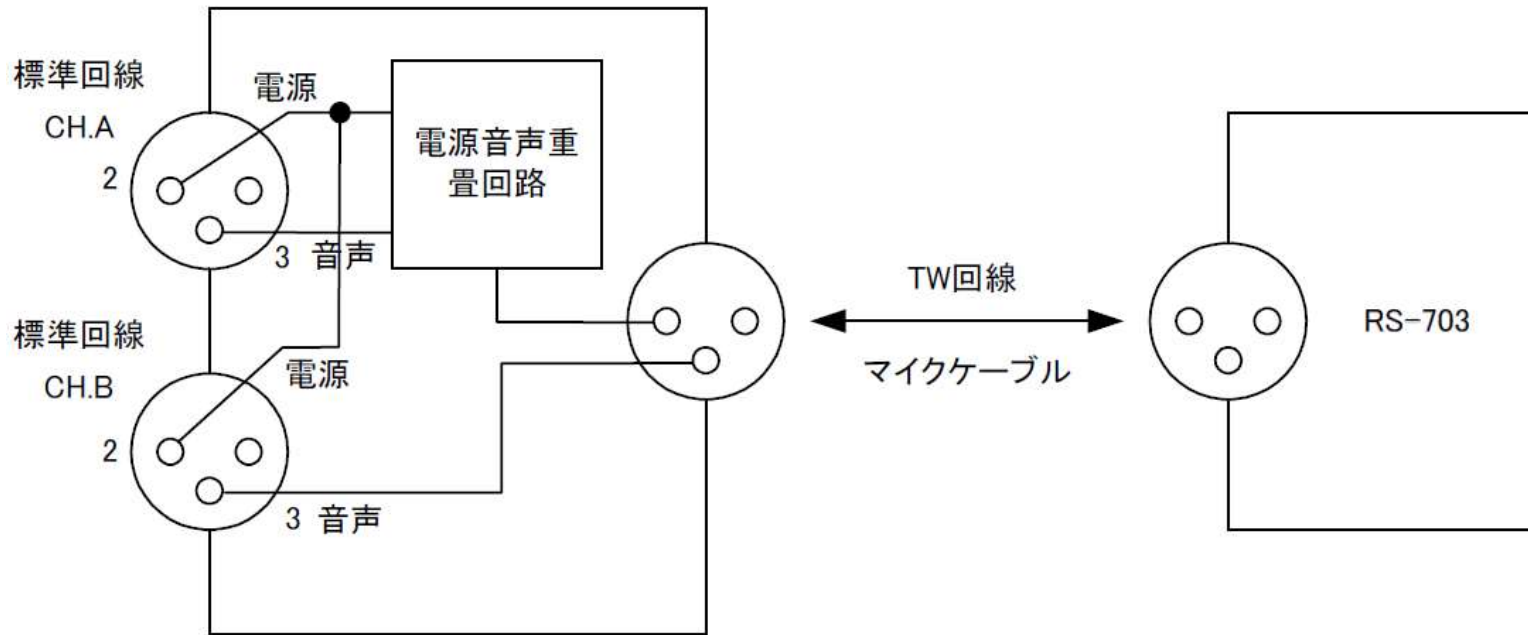 標準回線
CH.A
2
電源
3 音声
電源音声重
畳回路
標準回線
CH.B
2
電源
3 音声
TW回線
マイクケーブル
RS-703